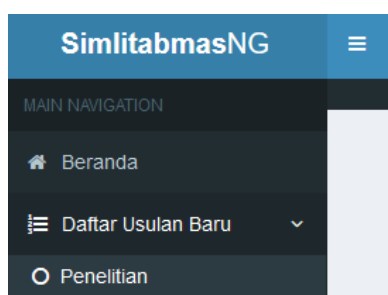 SimlitabmasNG
MAIN NAVIGATION
Beranda
Daftar Usulan Baru
Penelitian